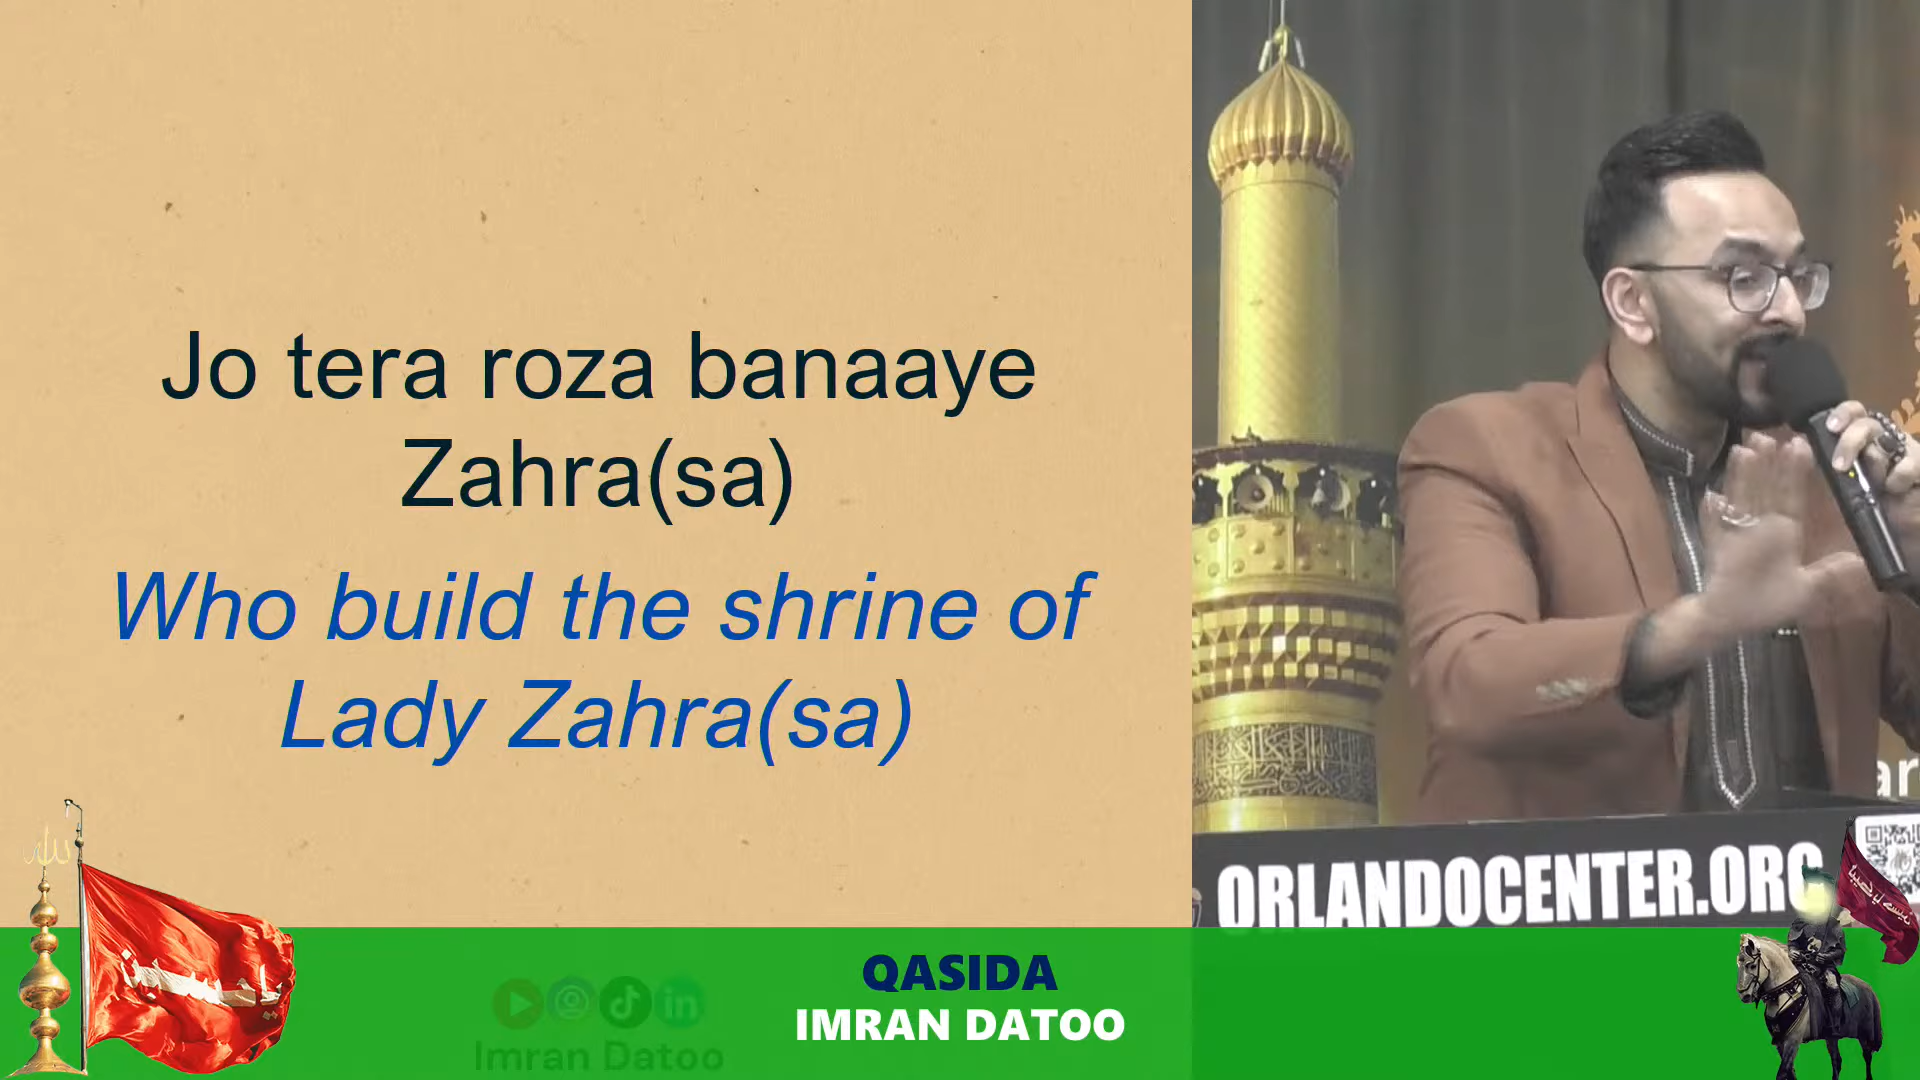 Jo tera roza banaaye
Zahra(sa)
Who build the shrine of
Lady Zahra(sa)
ORLANDOCENTER.ORG
ar
QASIDA
IMRAN DATOO
Imran Datoo